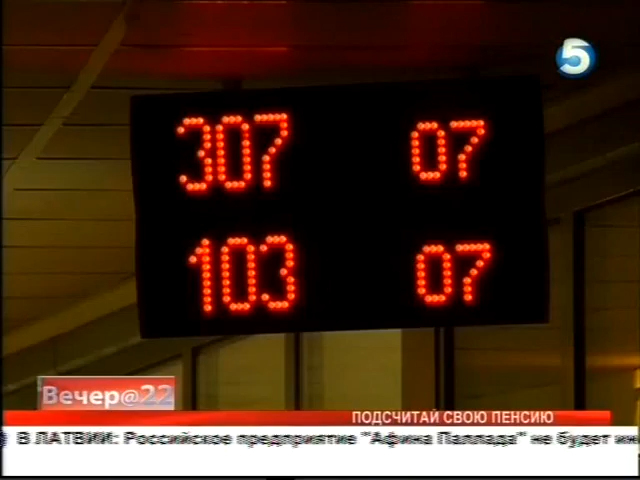 5
307 07
103 07
Вечер@22
ПОДСЧИТАЙ СВОЮ ПЕНСИЮ
В ЛАТВИИ: Российское предприятие "Афина Паллада" не будет